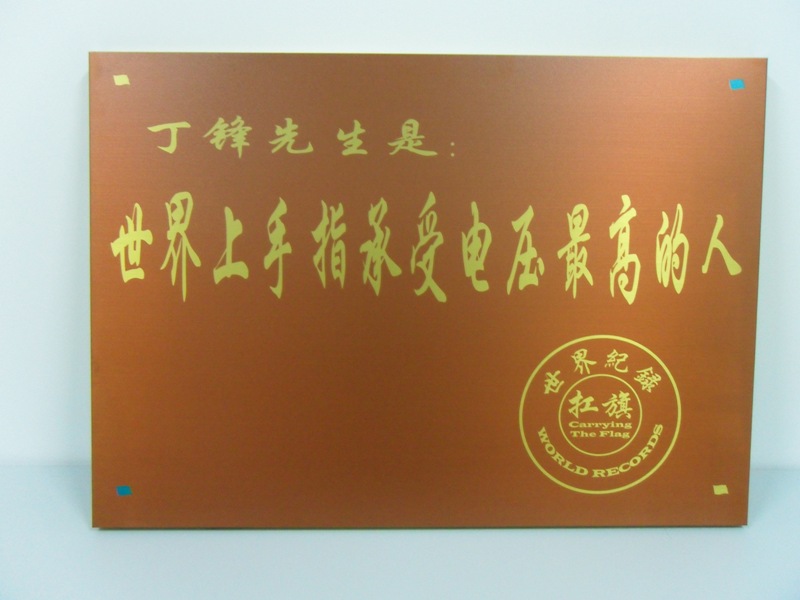 丁锋先生是:
世界上手指承受电压最高的人
世界紀録
扛旗
Carrying
The Flag
WORLD RECORDS